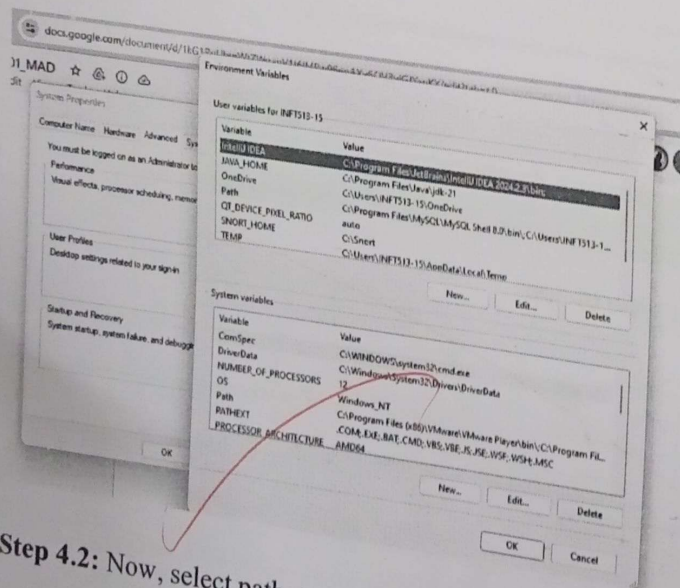 docs.google.com/document/d/
01_MAD
System Properties
Computer Name Hardware Advanced Sys
You must be logged on as an Administrator to
Performance
Visual effects, processor scheduling, memor
User Profiles
Desktop settings related to your sign-in
Startup and Recovery
System startup, system failure, and debuggin
OK
Environment Variables
User variables for INFT513-15
Variable Value
IntelliJ IDEA C:\Program Files\JetBrains\IntelliJ IDEA 2024.2.3\bin;
JAVA_HOME C:\Program Files\Java\jdk-21
OneDrive C:\Users\INFT513-15\OneDrive
Path C:\Program Files\MySQL\MySQL Shell 8.0\bin\;C:\Users\INFT513-1...
QT_DEVICE_PIXEL_RATIO auto
SNORT_HOME C:\Snort
TEMP C:\Users\INFT513-15\AppData\Local\Temp
New... Edit... Delete
System variables
Variable Value
ComSpec C:\WINDOWS\system32\cmd.exe
DriverData C:\Windows\System32\Drivers\DriverData
NUMBER_OF_PROCESSORS 12
OS Windows_NT
Path C:\Program Files (x86)\VMware\VMware Player\bin\;C:\Program Fil...
PATHEXT .COM;.EXE;.BAT;.CMD;.VBS;.VBE;.JS;.JSE;.WSF;.WSH;.MSC
PROCESSOR_ARCHITECTURE AMD64
New... Edit... Delete
OK Cancel
Step 4.2: Now, select path